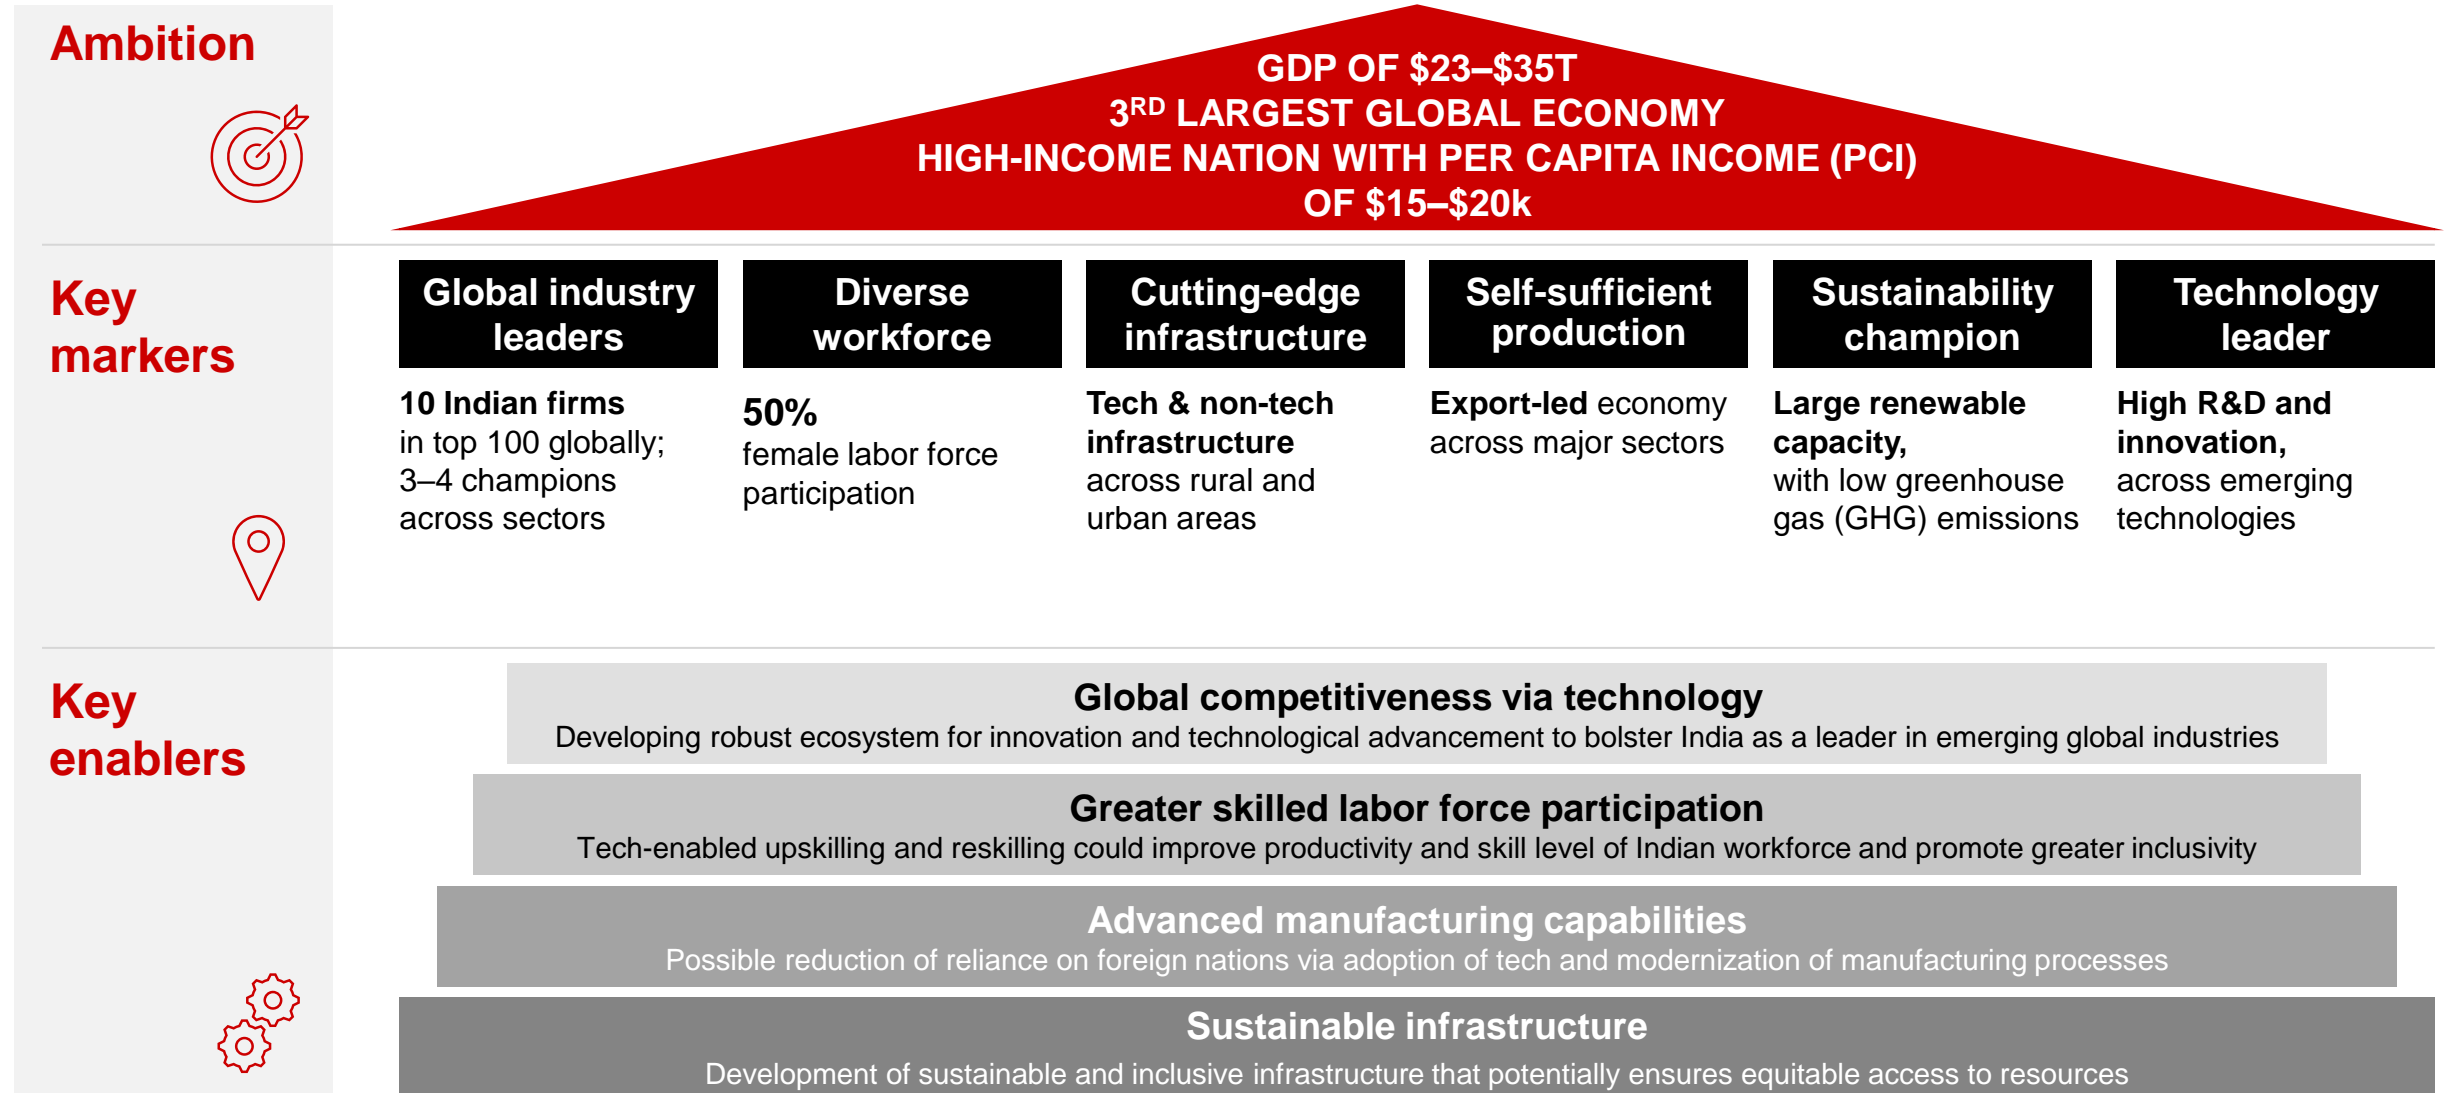 Ambition
GDP OF $23–$35T
3RD LARGEST GLOBAL ECONOMY
HIGH-INCOME NATION WITH PER CAPITA INCOME (PCI)
OF $15–$20k
Key
markers
Global industry
leaders
10 Indian firms
in top 100 globally;
3–4 champions
across sectors
Diverse
workforce
50%
female labor force
participation
Cutting-edge
infrastructure
Tech & non-tech
infrastructure
across rural and
urban areas
Self-sufficient
production
Export-led economy
across major sectors
Sustainability
champion
Large renewable
capacity,
with low greenhouse
gas (GHG) emissions
Technology
leader
High R&D and
innovation,
across emerging
technologies
Key
enablers
Global competitiveness via technology
Developing robust ecosystem for innovation and technological advancement to bolster India as a leader in emerging global industries
Greater skilled labor force participation
Tech-enabled upskilling and reskilling could improve productivity and skill level of Indian workforce and promote greater inclusivity
Advanced manufacturing capabilities
Possible reduction of reliance on foreign nations via adoption of tech and modernization of manufacturing processes
Sustainable infrastructure
Development of sustainable and inclusive infrastructure that potentially ensures equitable access to resources